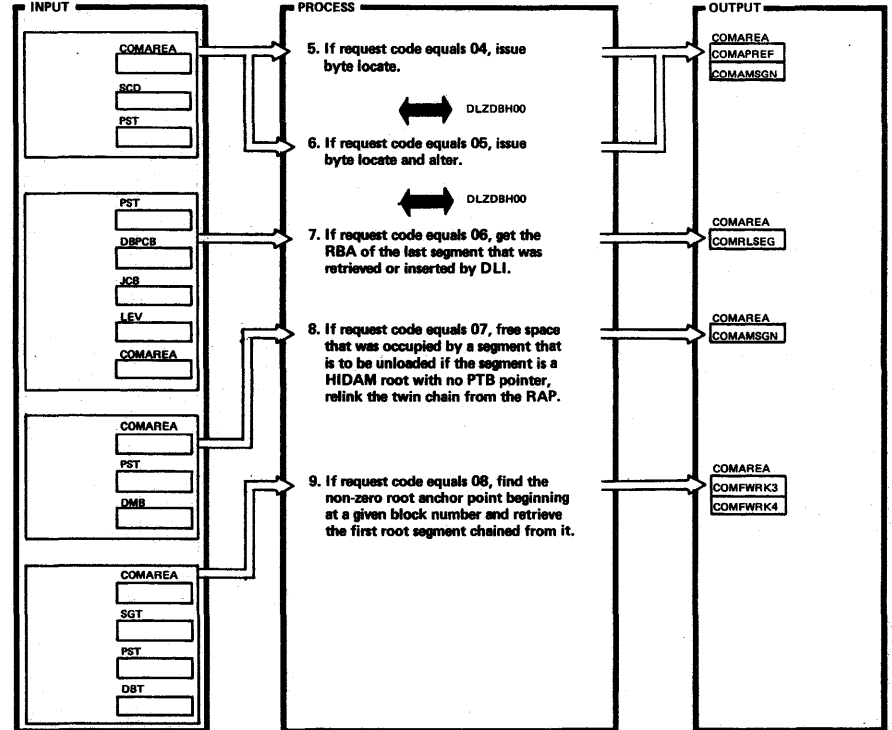 INPUT
COMAREA
SCD
PST
PST
DBPCB
JCB
LEV
COMAREA
COMAREA
PST
DMB
COMAREA
SGT
PST
DBT
PROCESS
5. If request code equals 04, issue
byte locate.
DLZDBH00
6. If request code equals 05, issue
byte locate and alter.
DLZDBH00
7. If request code equals 06, get the
RBA of the last segment that was
retrieved or inserted by DLI.
8. If request code equals 07, free space
that was occupied by a segment that
is to be unloaded if the segment is a
HIDAM root with no PTB pointer,
relink the twin chain from the RAP.
9. If request code equals 08, find the
non-zero root anchor point beginning
at a given block number and retrieve
the first root segment chained from it.
OUTPUT
COMAREA
COMAPREF
COMAMSGN
COMAREA
COMRLSEG
COMAREA
COMAMSGN
COMAREA
COMFWRK3
COMFWRK4